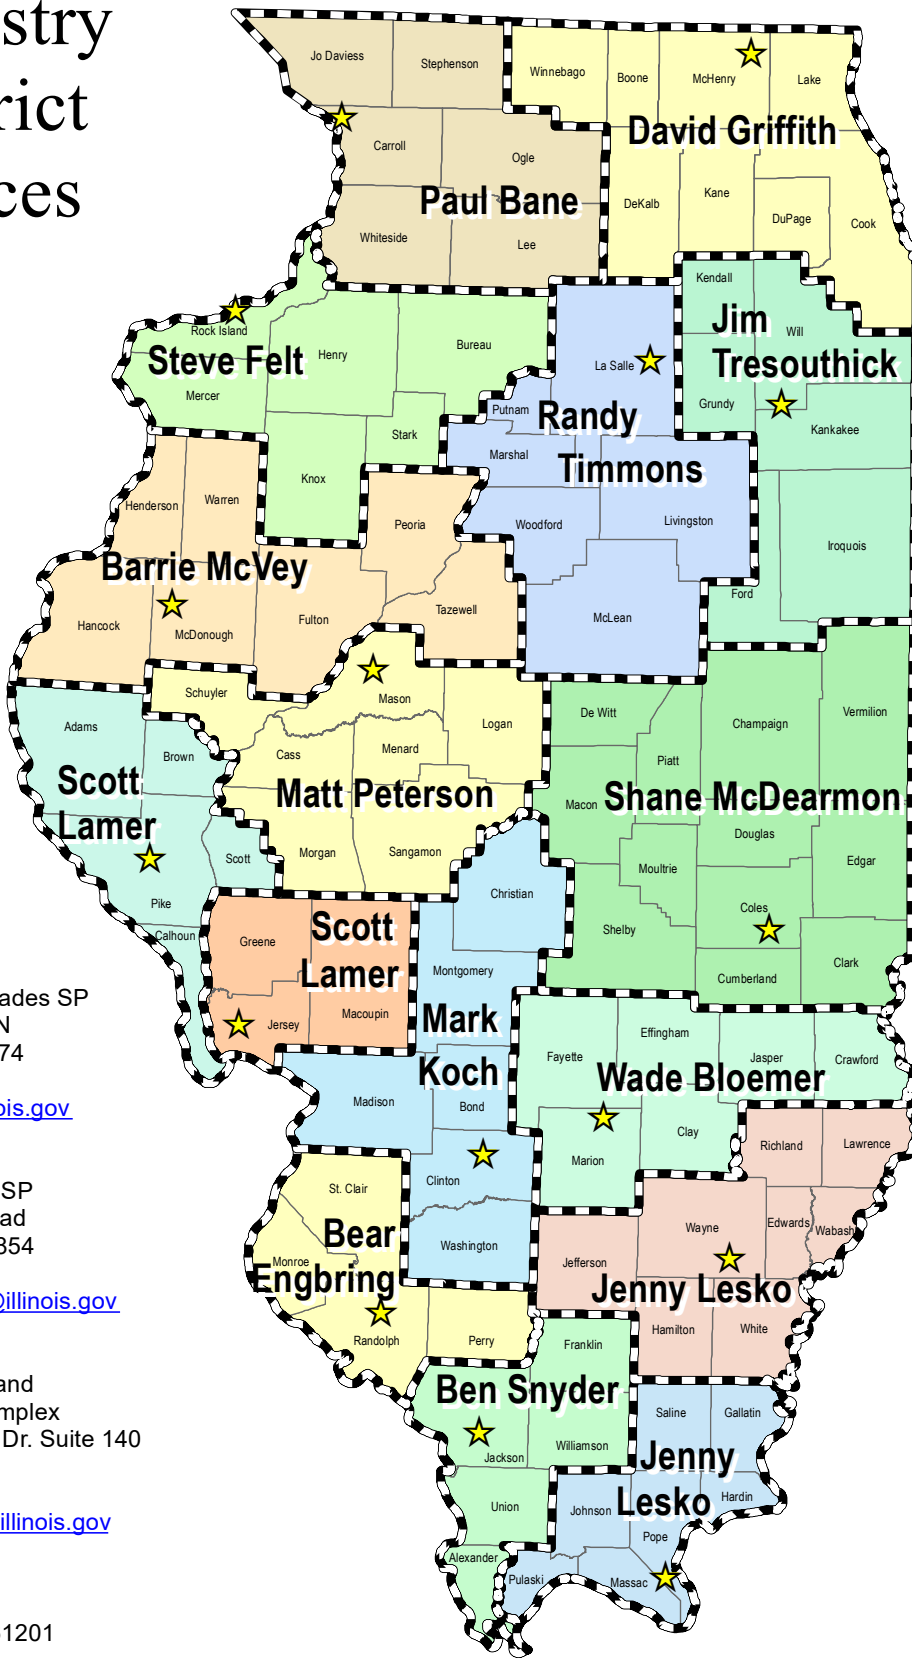 stry
rict
ces
Jo Daviess
Stephenson
Winnebago
Boone
McHenry
Lake
David Griffith
Carroll
Ogle
Paul Bane
DeKalb
Kane
DuPage
Cook
Whiteside
Lee
Kendall
Jim
Will
Tresouthick
Rock Island
Steve Felt
Henry
Bureau
La Salle
Mercer
Putnam
Randy
Grundy
Kankakee
Stark
Marshal
Timmons
Knox
Henderson
Warren
Peoria
Woodford
Livingston
Iroquois
Barrie McVey
Ford
Hancock
McDonough
Fulton
Tazewell
McLean
Schuyler
Mason
Logan
De Witt
Champaign
Vermilion
Adams
Brown
Cass
Menard
Piatt
Scott
Lamer
Matt Peterson
Macon
Shane McDearmon
Douglas
Scott
Morgan
Sangamon
Moultrie
Edgar
Pike
Christian
Coles
Calhoun
Greene
Scott
Lamer
Shelby
Montgomery
Cumberland
Clark
ades SP
N
74
ois.gov
Jersey
Macoupin
Mark
Koch
Effingham
Fayette
Jasper
Crawford
Wade Bloemer
Madison
Bond
Clay
Richland
Lawrence
Marion
SP
ad
354
@illinois.gov
St. Clair
Clinton
Bear
Engbring
Washington
Wayne
Edwards
Wabash
Monroe
Jefferson
Jenny Lesko
Randolph
Perry
Franklin
Hamilton
White
and
mplex
Dr. Suite 140
illinois.gov
Ben Snyder
Saline
Gallatin
Jackson
Williamson
Jenny
Lesko
Union
Johnson
Hardin
Pope
Alexander
Pulaski
Massac
61201